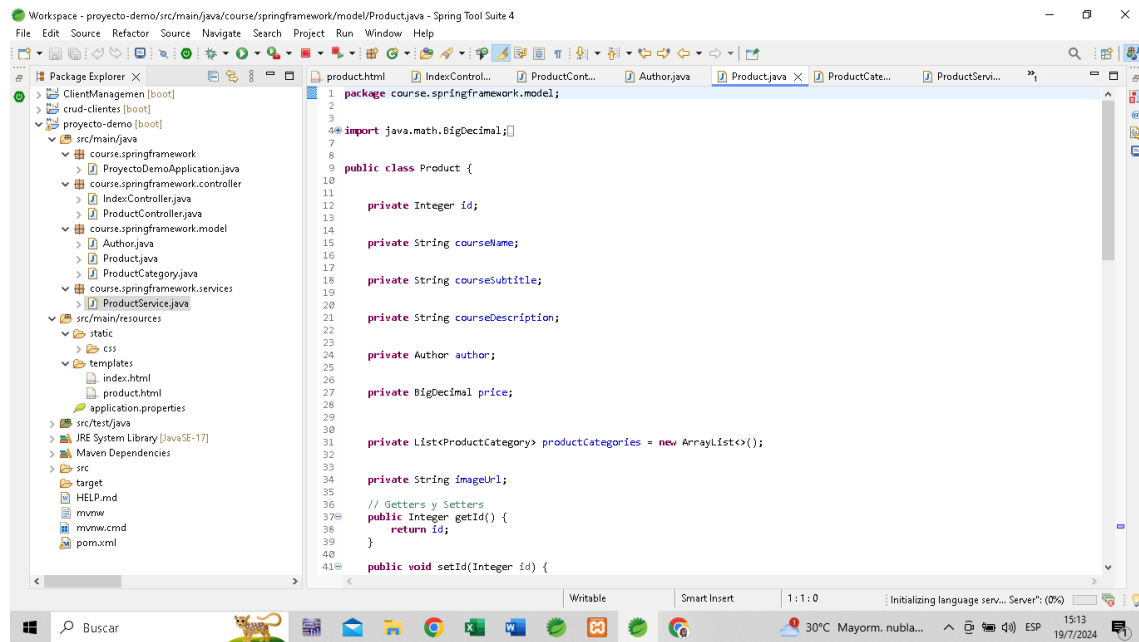 Workspace - proyecto-demo/src/main/java/course/springframework/model/Product.java - Spring Tool Suite 4
File Edit Source Refactor Source Navigate Search Project Run Window Help
Package Explorer
product.html IndexControl... ProductCont... Author.java Product.java ProductCate... ProductServi... »1
ClientManagemen [boot]
crud-clientes [boot]
proyecto-demo [boot]
src/main/java
course.springframework
ProyectoDemoApplication.java
course.springframework.controller
IndexController.java
ProductController.java
course.springframework.model
Author.java
Product.java
ProductCategory.java
course.springframework.services
ProductService.java
src/main/resources
static
css
templates
index.html
product.html
application.properties
src/test/java
JRE System Library [JavaSE-17]
Maven Dependencies
src
target
HELP.md
mvnw
mvnw.cmd
pom.xml
1 package course.springframework.model;
2
3
4 import java.math.BigDecimal;
7
8
9 public class Product {
10
11
12 private Integer id;
13
14
15 private String courseName;
16
17
18 private String courseSubtitle;
19
20
21 private String courseDescription;
22
23
24 private Author author;
25
26
27 private BigDecimal price;
28
29
30
31 private List<ProductCategory> productCategories = new ArrayList<>();
32
33
34 private String imageUrl;
35
36 // Getters y Setters
37 public Integer getId() {
38 return id;
39 }
40
41 public void setId(Integer id) {
Writable Smart Insert 1:1:0 Initializing language serv... Server": (0%)
Buscar 30°C Mayorm. nubla... ESP 15:13
19/7/2024